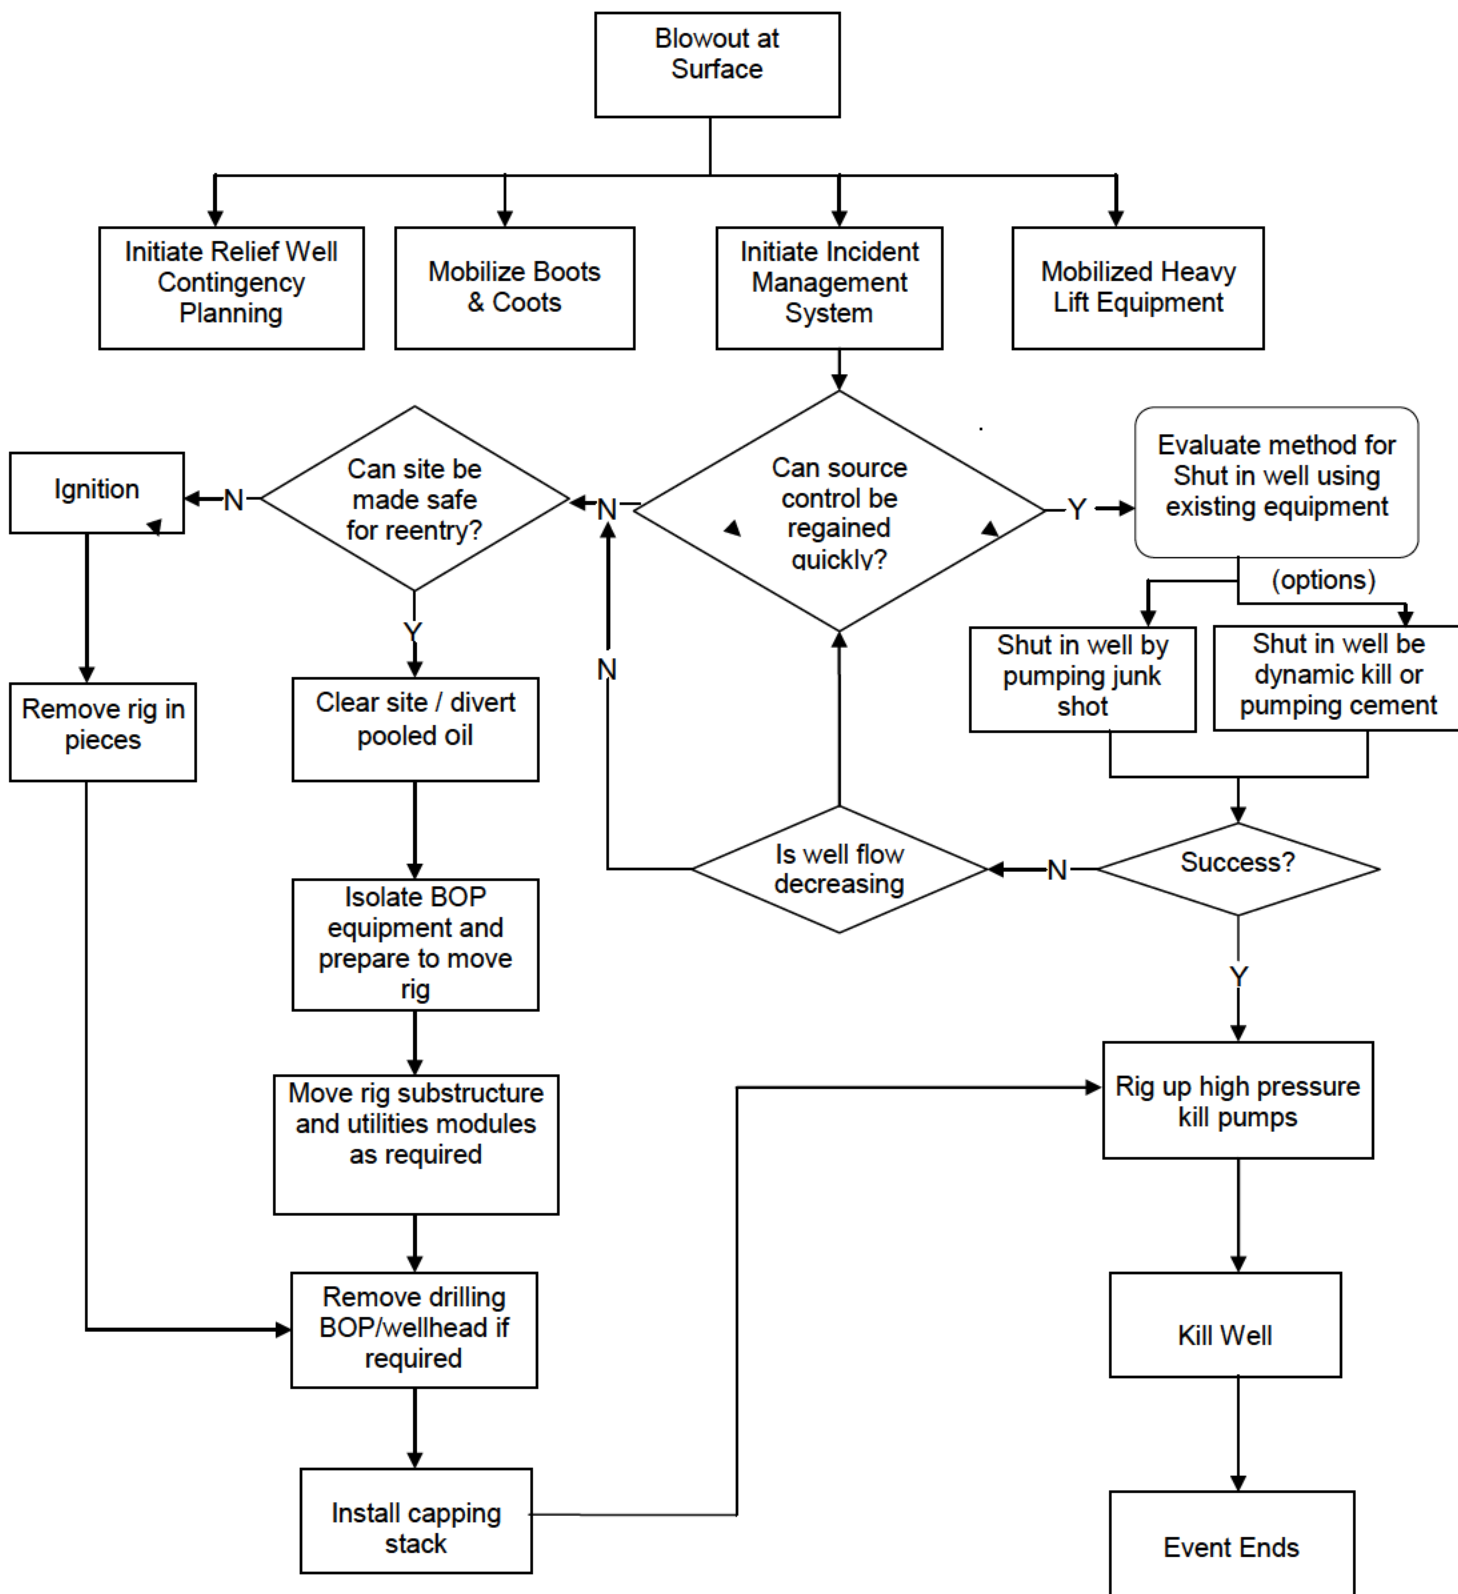 Blowout at
Surface
Initiate Relief Well
Contingency
Planning
Mobilize Boots
& Coots
Initiate Incident
Management
System
Mobilized Heavy
Lift Equipment
Ignition
N
Can site be
made safe
for reentry?
N
Can source
control be
regained
quickly?
Y
Evaluate method for
Shut in well using
existing equipment
(options)
Y
N
Shut in well by
pumping junk
shot
Shut in well be
dynamic kill or
pumping cement
Remove rig in
pieces
Clear site / divert
pooled oil
Is well flow
decreasing
N
Success?
Isolate BOP
equipment and
prepare to move
rig
Y
Move rig substructure
and utilities modules
as required
Rig up high pressure
kill pumps
Remove drilling
BOP/wellhead if
required
Kill Well
Install capping
stack
Event Ends